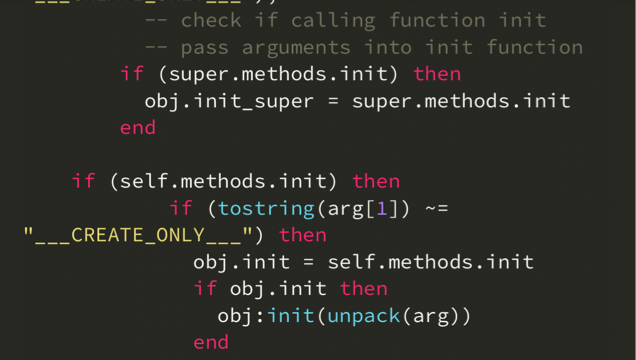 "___CREATE_ONLY___");
-- check if calling function init
-- pass arguments into init function
if (super.methods.init) then
obj.init_super = super.methods.init
end
if (self.methods.init) then
if (tostring(arg[1]) ~=
"___CREATE_ONLY___") then
obj.init = self.methods.init
if obj.init then
obj:init(unpack(arg))
end